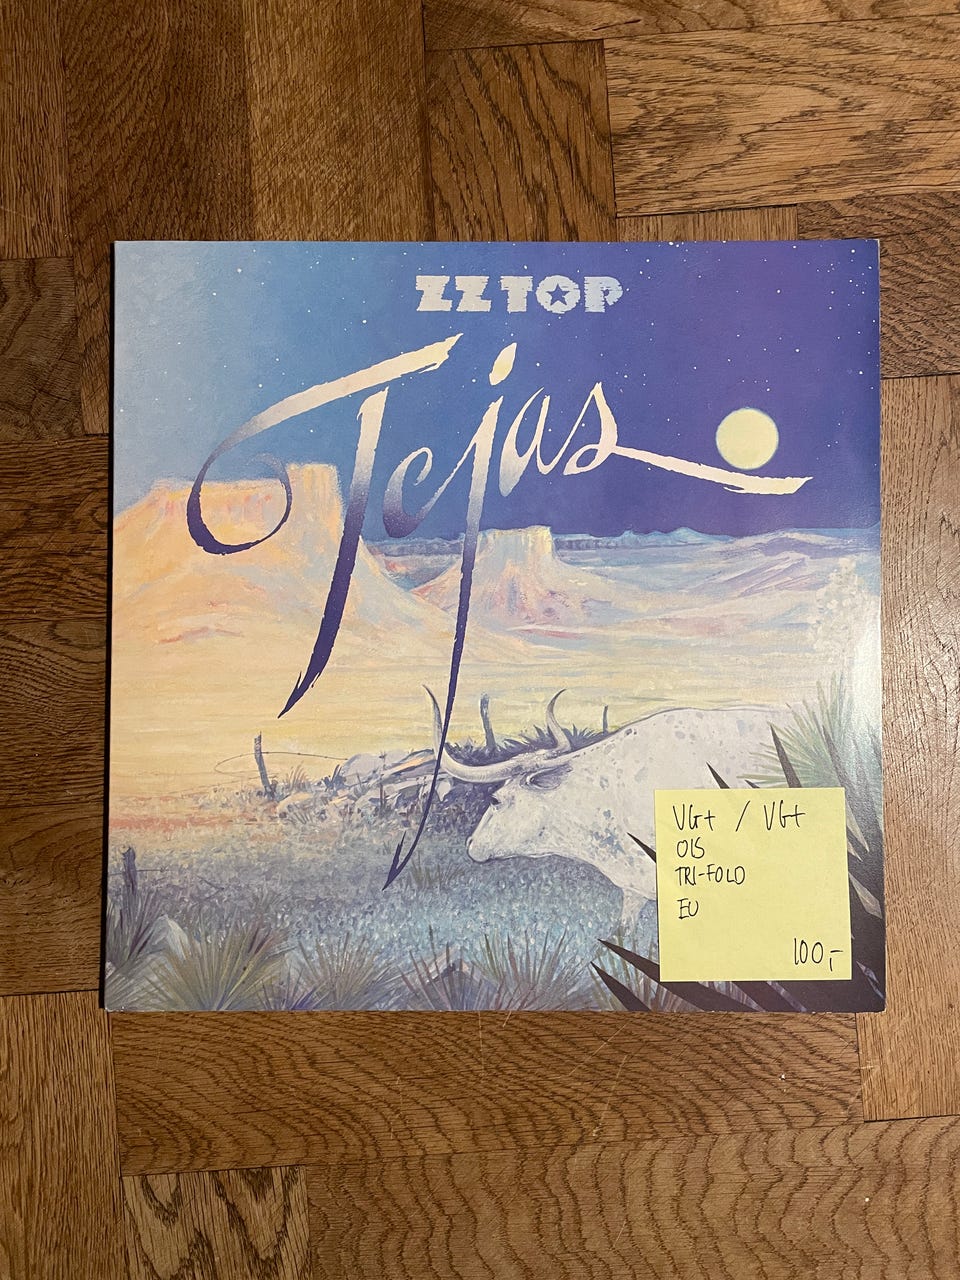 ZZ TOP
Tejas
VG+ / VG+
OIS
TRI-FOLD
EU
100,-